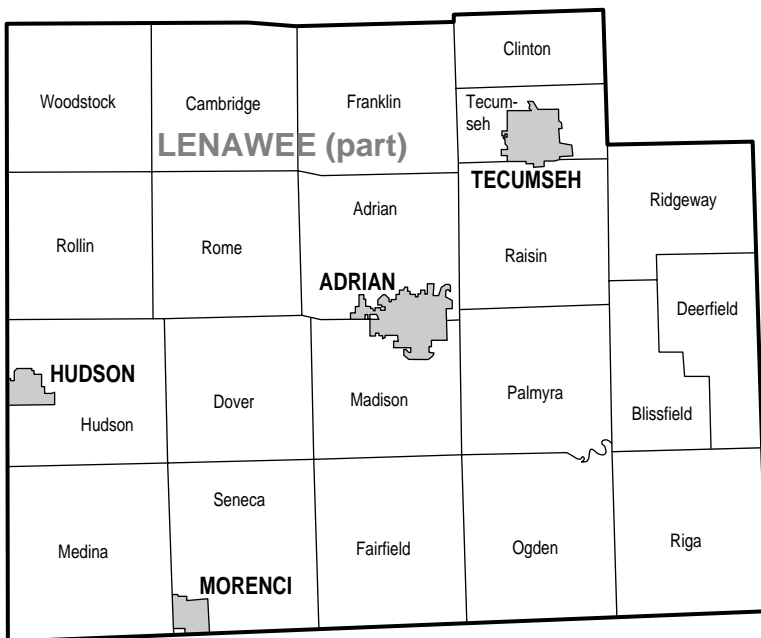 Clinton
Woodstock
Cambridge
Franklin
Tecum-
seh
LENAWEE (part)
TECUMSEH
Ridgeway
Adrian
Rollin
Rome
Raisin
ADRIAN
Deerfield
HUDSON
Dover
Madison
Palmyra
Blissfield
Hudson
Seneca
Medina
Fairfield
Ogden
Riga
MORENCI